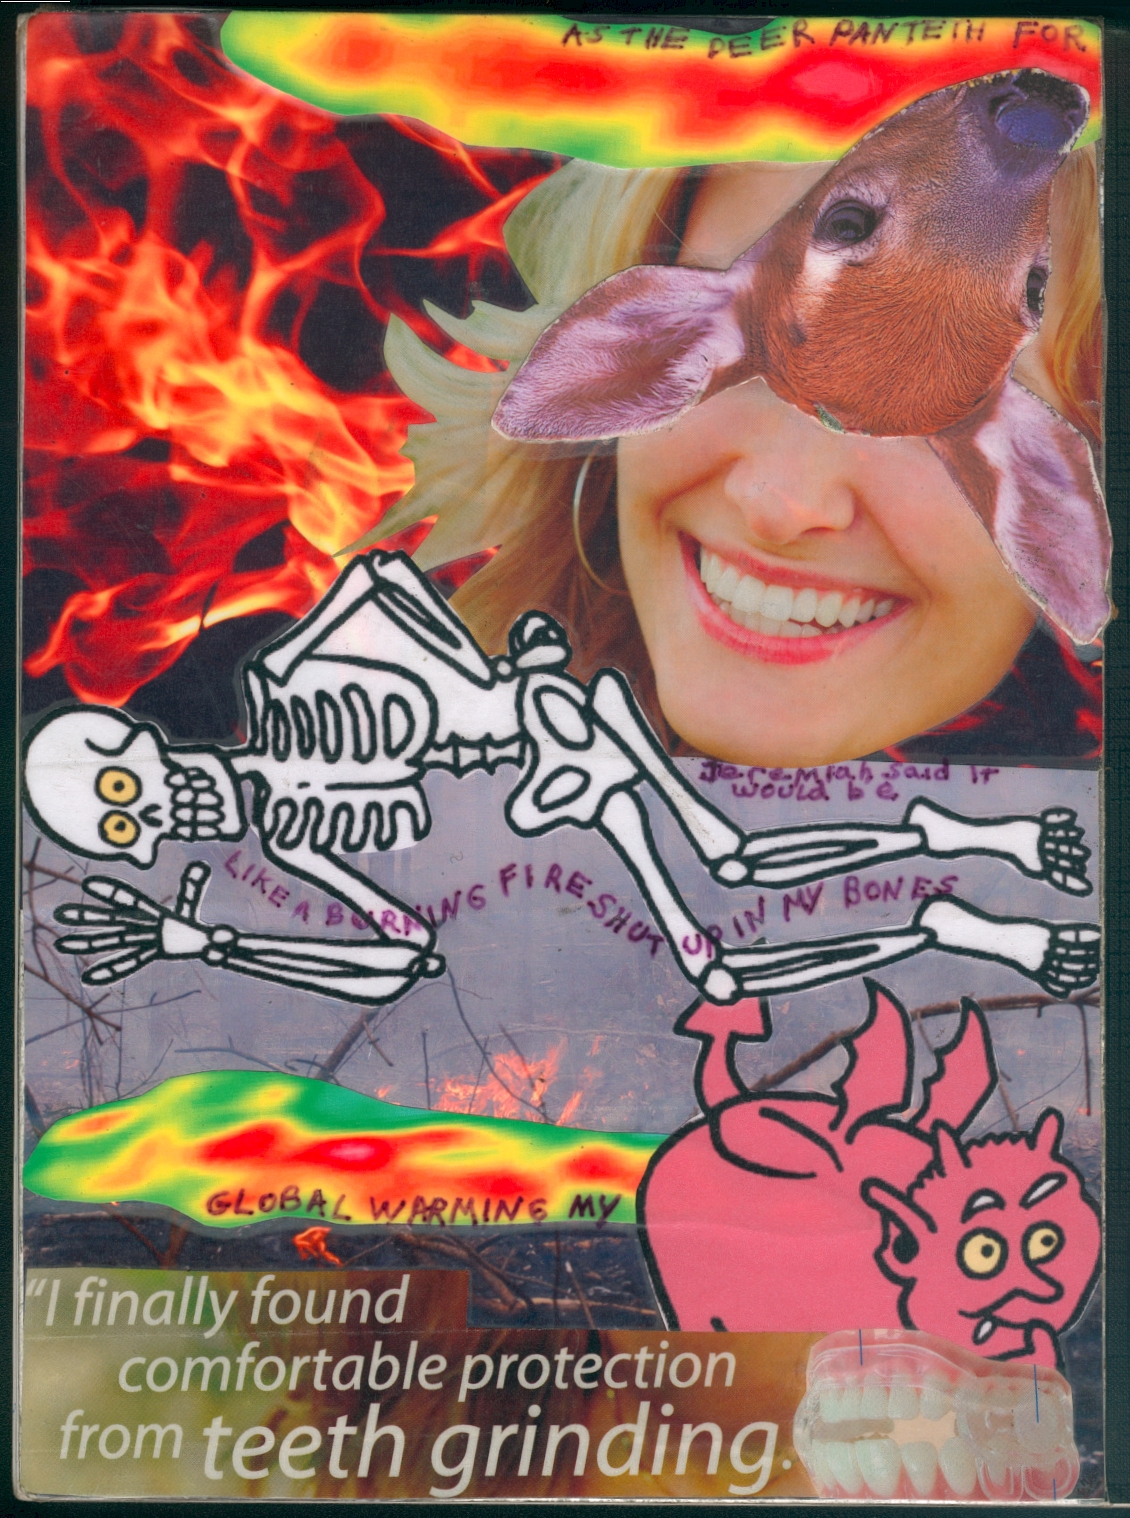 AS THE DEER PANTETH FOR
Jeremiah said it
would be
LIKE A BURNING FIRE SHUT UP IN MY BONES
GLOBAL WARMING MY
"I finally found
comfortable protection
from teeth grinding.